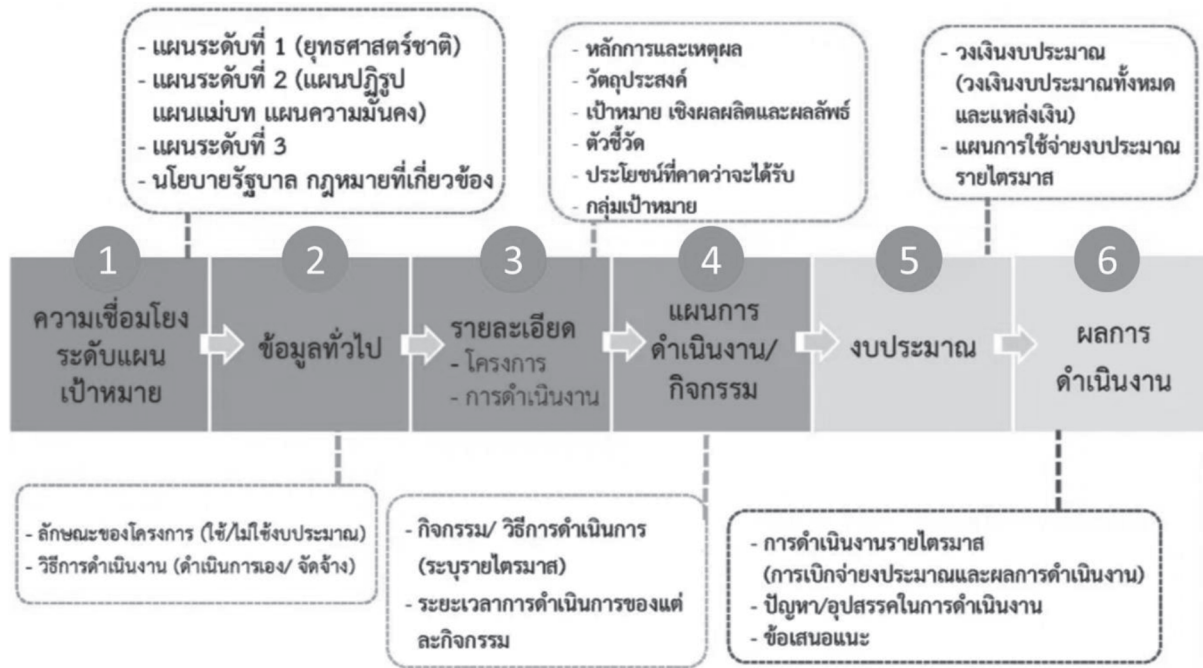 - แผนระดับที่ 1 (ยุทธศาสตร์ชาติ)
- แผนระดับที่ 2 (แผนปฏิรูป
แผนแม่บท แผนความมั่นคง)
- แผนระดับที่ 3
- นโยบายรัฐบาล กฎหมายที่เกี่ยวข้อง
- หลักการและเหตุผล
- วัตถุประสงค์
- เป้าหมาย เชิงผลผลิตและผลลัพธ์
- ตัวชี้วัด
- ประโยชน์ที่คาดว่าจะได้รับ
- กลุ่มเป้าหมาย
- วงเงินงบประมาณ
(วงเงินงบประมาณทั้งหมด
และแหล่งเงิน)
- แผนการใช้จ่ายงบประมาณ
รายไตรมาส
1
ความเชื่อมโยง
ระดับแผน
เป้าหมาย
2
ข้อมูลทั่วไป
3
รายละเอียด
- โครงการ
- การดำเนินงาน
4
แผนการ
ดำเนินงาน/
กิจกรรม
5
งบประมาณ
6
ผลการ
ดำเนินงาน
- ลักษณะของโครงการ (ใช้/ไม่ใช้งบประมาณ)
- วิธีการดำเนินงาน (ดำเนินการเอง/ จัดจ้าง)
- กิจกรรม/ วิธีการดำเนินการ
(ระบุรายไตรมาส)
- ระยะเวลาการดำเนินการของแต่
ละกิจกรรม
- การดำเนินงานรายไตรมาส
(การเบิกจ่ายงประมาณและผลการดำเนินงาน)
- ปัญหา/อุปสรรคในการดำเนินงาน
- ข้อเสนอแนะ